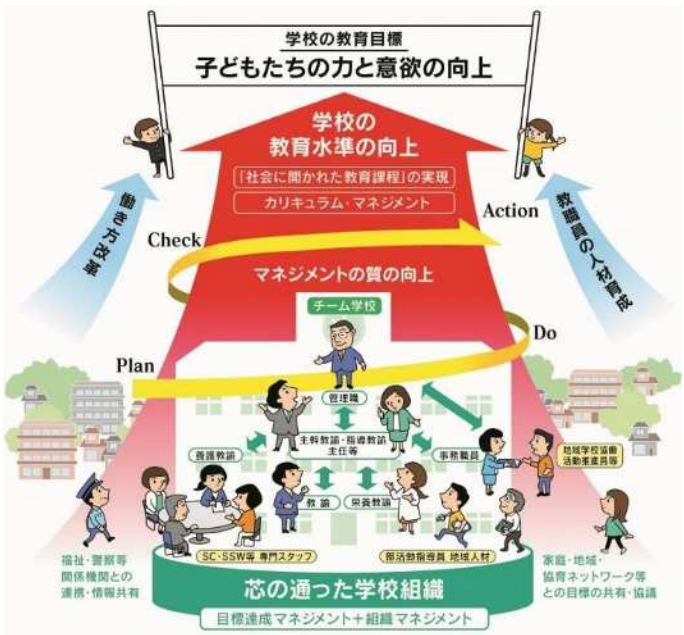 学校の教育目標
子どもたちの力と意欲の向上
学校の
教育水準の向上
「社会に開かれた教育課程」の実現
カリキュラム・マネジメント
働き方改革
教職員の人材育成
Check
Action
マネジメントの質の向上
チーム学校
Plan
Do
管理職
主幹教諭・指導教諭
主任等
養護教諭
事務職員
地域学校協働
活動推進員等
教諭
栄養教諭
SC・SSW等 専門スタッフ
部活動指導員 地域人材
福祉・警察等
関係機関との
連携・情報共有
家庭・地域・
協育ネットワーク等
との目標の共有・協議
芯の通った学校組織
目標達成マネジメント+組織マネジメント